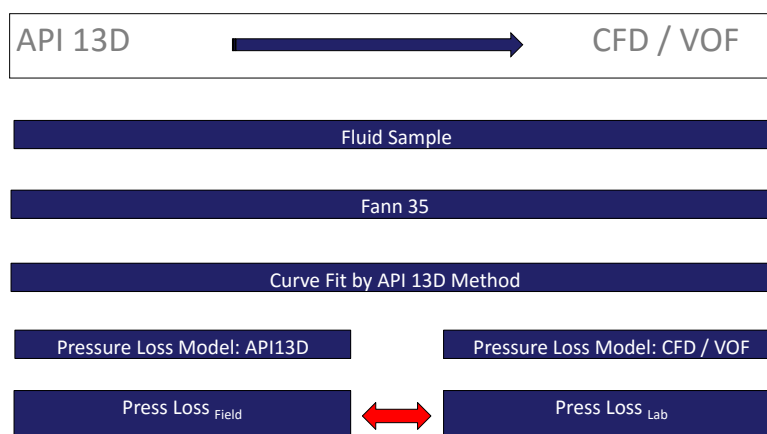 API 13D
CFD / VOF
Fluid Sample
Fann 35
Curve Fit by API 13D Method
Pressure Loss Model: API13D
Pressure Loss Model: CFD / VOF
Press Loss Field
Press Loss Lab